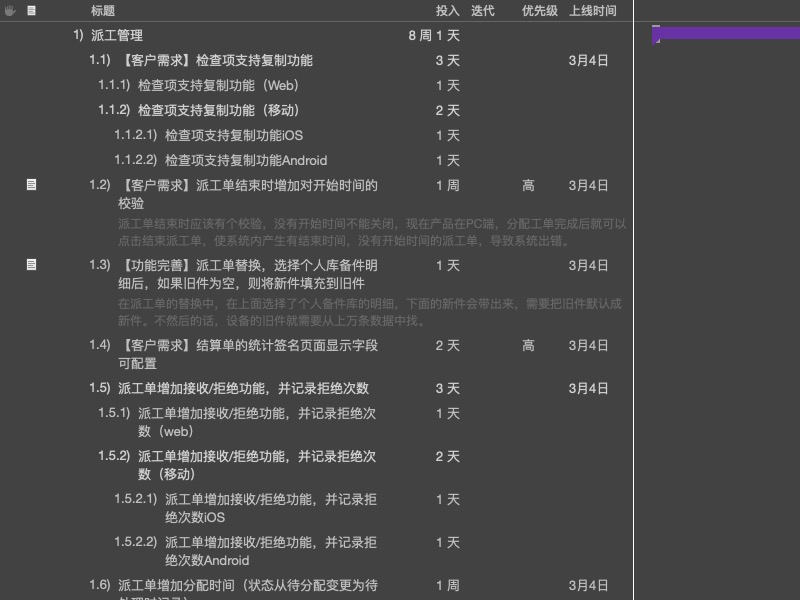 标题 投入 迭代 优先级 上线时间
1) 派工管理 8 周 1 天
1.1) 【客户需求】检查项支持复制功能 3 天 3月4日
1.1.1) 检查项支持复制功能（Web） 1 天
1.1.2) 检查项支持复制功能（移动） 2 天
1.1.2.1) 检查项支持复制功能iOS 1 天
1.1.2.2) 检查项支持复制功能Android 1 天
1.2) 【客户需求】派工单结束时增加对开始时间的 1 周 高 3月4日
校验
派工单结束时应该有个校验，没有开始时间不能关闭，现在产品在PC端，分配工单完成后就可以
点击结束派工单，使系统内产生有结束时间，没有开始时间的派工单，导致系统出错。
1.3) 【功能完善】派工单替换，选择个人库备件明 1 天 3月4日
细后，如果旧件为空，则将新件填充到旧件
在派工单的替换中，在上面选择了个人备件库的明细，下面的新件会带出来，需要把旧件默认成
新件。不然后的话，设备的旧件就需要从上万条数据中找。
1.4) 【客户需求】结算单的统计签名页面显示字段 2 天 高 3月4日
可配置
1.5) 派工单增加接收/拒绝功能，并记录拒绝次数 3 天 3月4日
1.5.1) 派工单增加接收/拒绝功能，并记录拒绝次 1 天
数（web）
1.5.2) 派工单增加接收/拒绝功能，并记录拒绝次 2 天
数（移动）
1.5.2.1) 派工单增加接收/拒绝功能，并记录拒 1 天
绝次数iOS
1.5.2.2) 派工单增加接收/拒绝功能，并记录拒 1 天
绝次数Android
1.6) 派工单增加分配时间（状态从待分配变更为待 1 周 3月4日